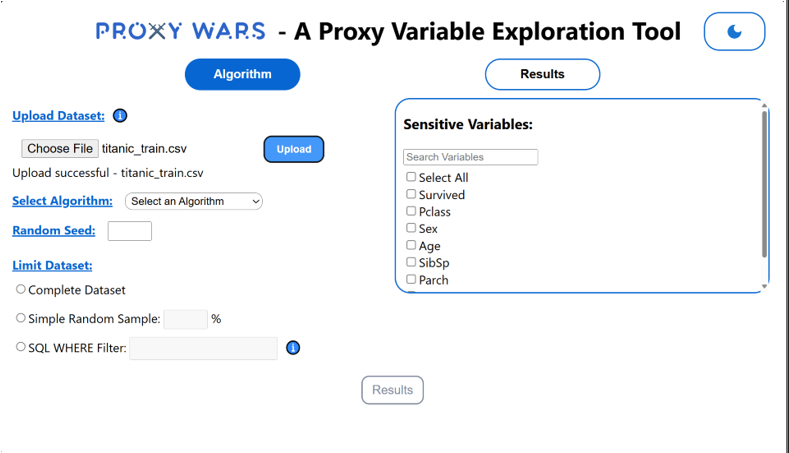 PROXY WARS - A Proxy Variable Exploration Tool
Algorithm
Results
Upload Dataset:
Choose File titanic_train.csv
Upload
Upload successful - titanic_train.csv
Select Algorithm: Select an Algorithm
Random Seed:
Limit Dataset:
Complete Dataset
Simple Random Sample: %
SQL WHERE Filter:
Sensitive Variables:
Search Variables
Select All
Survived
Pclass
Sex
Age
SibSp
Parch
Results